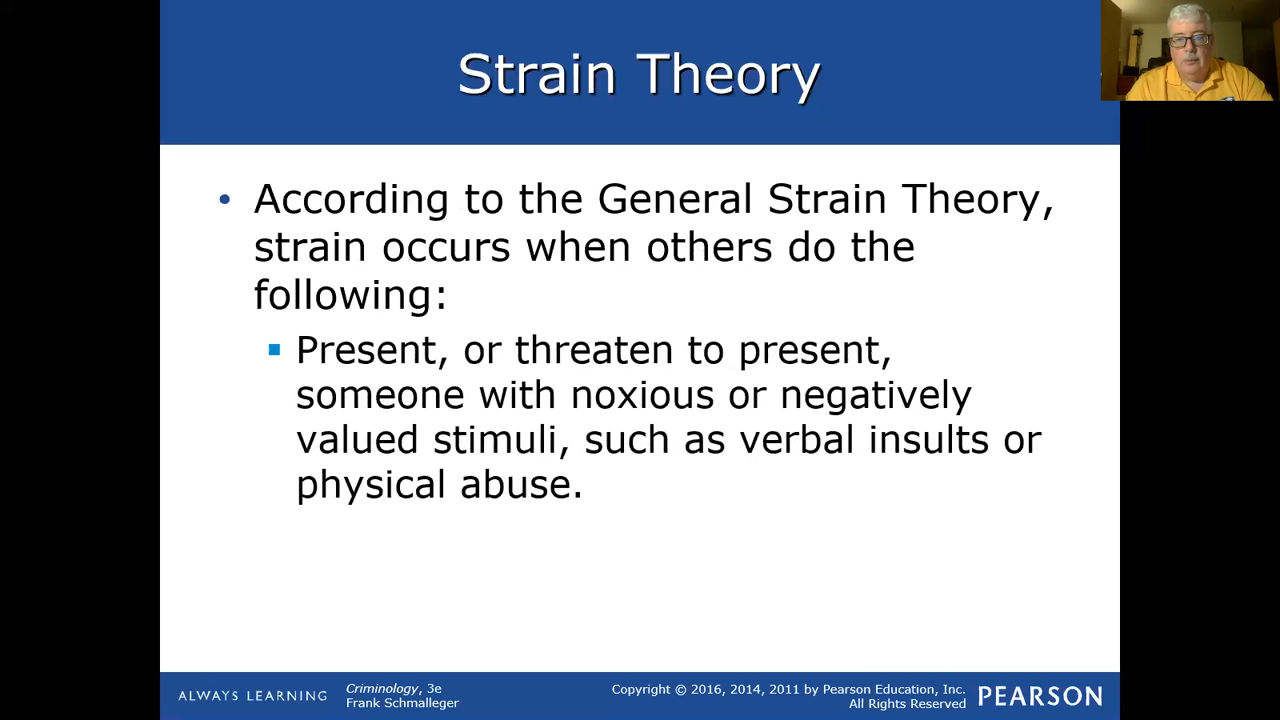 Strain Theory
• According to the General Strain Theory,
strain occurs when others do the
following:
▪ Present, or threaten to present,
someone with noxious or negatively
valued stimuli, such as verbal insults or
physical abuse.
ALWAYS LEARNING
Criminology, 3e
Frank Schmalleger
Copyright © 2016, 2014, 2011 by Pearson Education, Inc.
All Rights Reserved
PEARSON